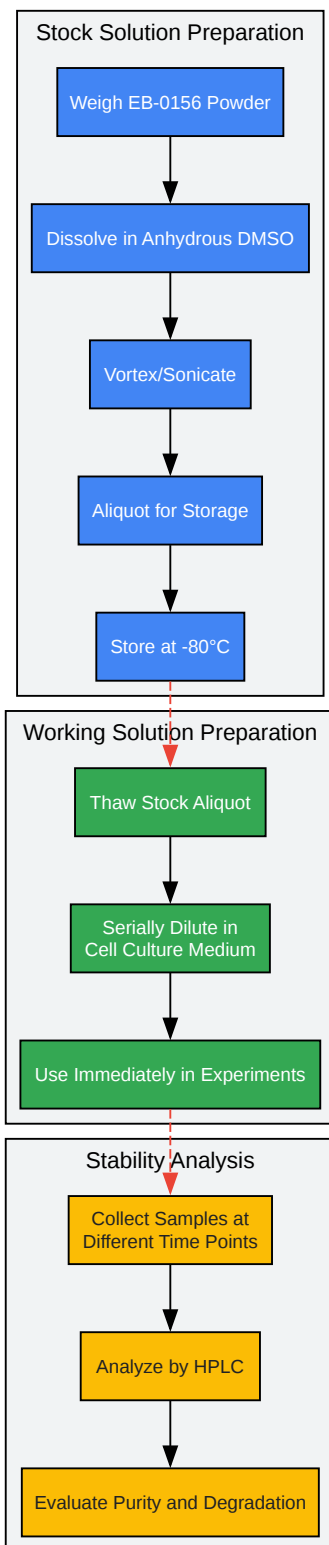 Stock Solution Preparation
Weigh EB-0156 Powder
Dissolve in Anhydrous DMSO
Vortex/Sonicate
Aliquot for Storage
Store at -80°C
Working Solution Preparation
Thaw Stock Aliquot
Serially Dilute in
Cell Culture Medium
Use Immediately in Experiments
Stability Analysis
Collect Samples at
Different Time Points
Analyze by HPLC
Evaluate Purity and Degradation